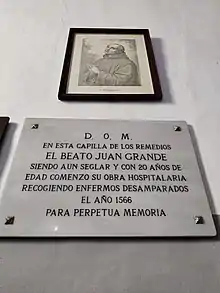 D. O. M.
EN ESTA CAPILLA DE LOS REMEDIOS
EL BEATO JUAN GRANDE
SIENDO AUN SEGLAR Y CON 20 AÑOS DE
EDAD COMENZO SU OBRA HOSPITALARIA
RECOGIENDO ENFERMOS DESAMPARADOS
EL AÑO 1566
PARA PERPETUA MEMORIA